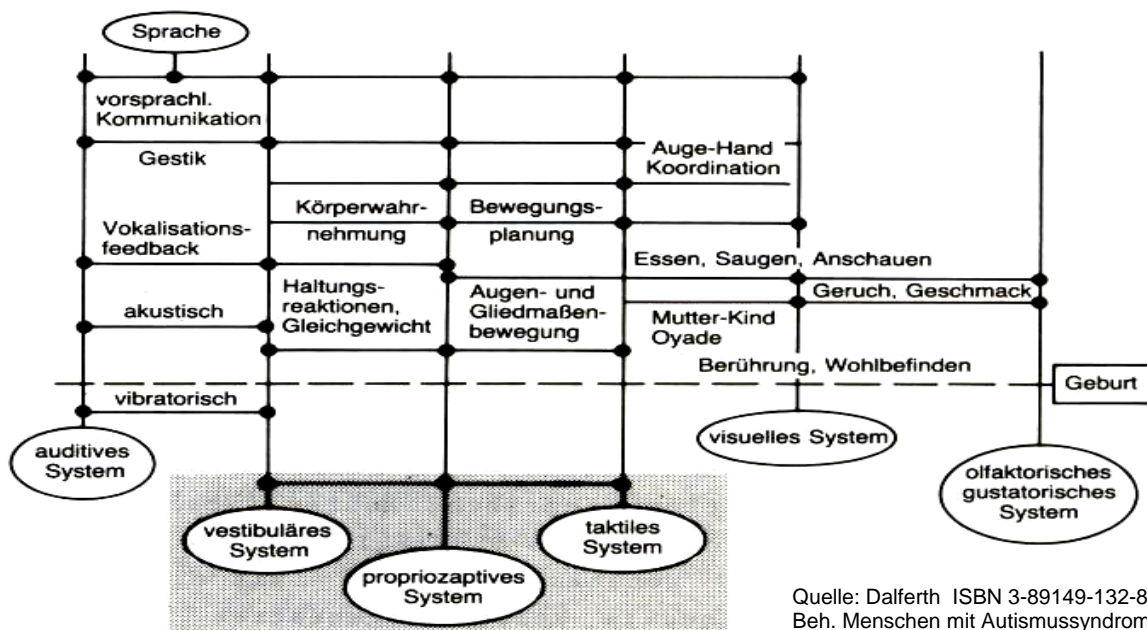 Sprache
vorsprachl.
Kommunikation
Gestik
Auge-Hand
Koordination
Körperwahr-
nehmung
Bewegungs-
planung
Vokalisations-
feedback
Essen, Saugen, Anschauen
Haltungs-
reaktionen,
Gleichgewicht
Augen- und
Gliedmaßen-
bewegung
Geruch, Geschmack
akustisch
Mutter-Kind
Oyade
Berührung, Wohlbefinden
Geburt
vibratorisch
auditives
System
visuelles System
olfaktorisches
gustatorisches
System
vestibuläres
System
taktiles
System
propriozaptives
System
Quelle: Dalferth ISBN 3-89149-132-8
Beh. Menschen mit Autismussyndrom